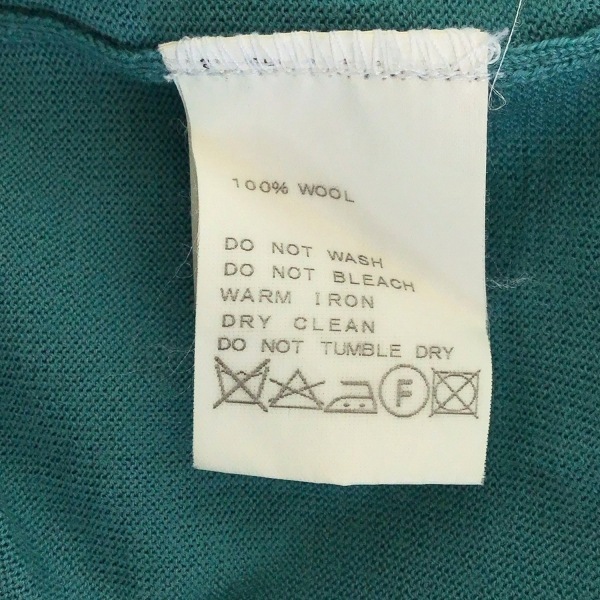 100% WOOL
DO NOT WASH
DO NOT BLEACH
WARM IRON
DRY CLEAN
DO NOT TUMBLE DRY
F